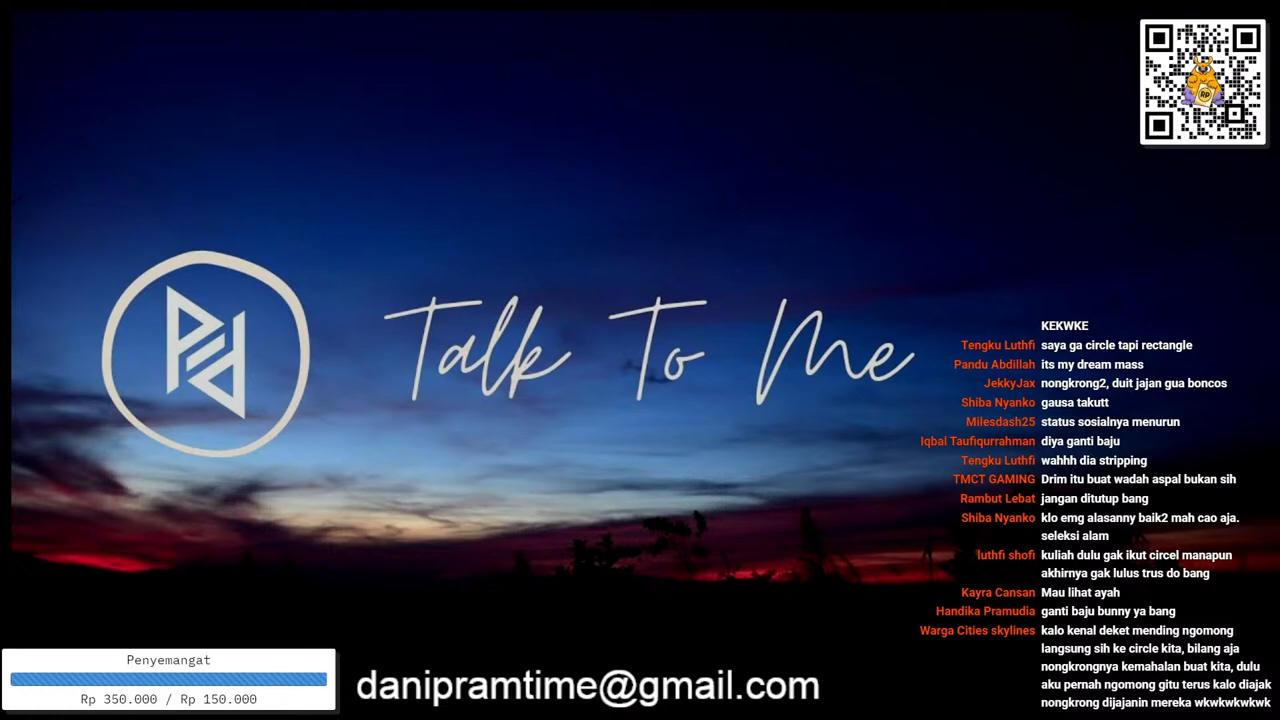 Talk To Me
KEKWKE
Tengku Luthfi saya ga circle tapi rectangle
Pandu Abdillah its my dream mass
JekkyJax nongkrong2, duit jajan gua boncos
Shiba Nyanko gausa takutt
Milesdash25 status sosialnya menurun
Iqbal Taufiqurrahman diya ganti baju
Tengku Luthfi wahhh dia stripping
TMCT GAMING Drim itu buat wadah aspal bukan sih
Rambut Lebat jangan ditutup bang
Shiba Nyanko klo emg alasanny baik2 mah cao aja.
seleksi alam
luthfi shofi kuliah dulu gak ikut circel manapun
akhirnya gak lulus trus do bang
Kayra Cansan Mau lihat ayah
Handika Pramudia ganti baju bunny ya bang
Warga Cities skylines kalo kenal deket mending ngomong
langsung sih ke circle kita, bilang aja
nongkrongnya kemahalan buat kita, dulu
aku pernah ngomong gitu terus kalo diajak
nongkrong dijajanin mereka wkwkwkwkwk
Penyemangat
Rp 350.000 / Rp 150.000
danipramtime@gmail.com
RP